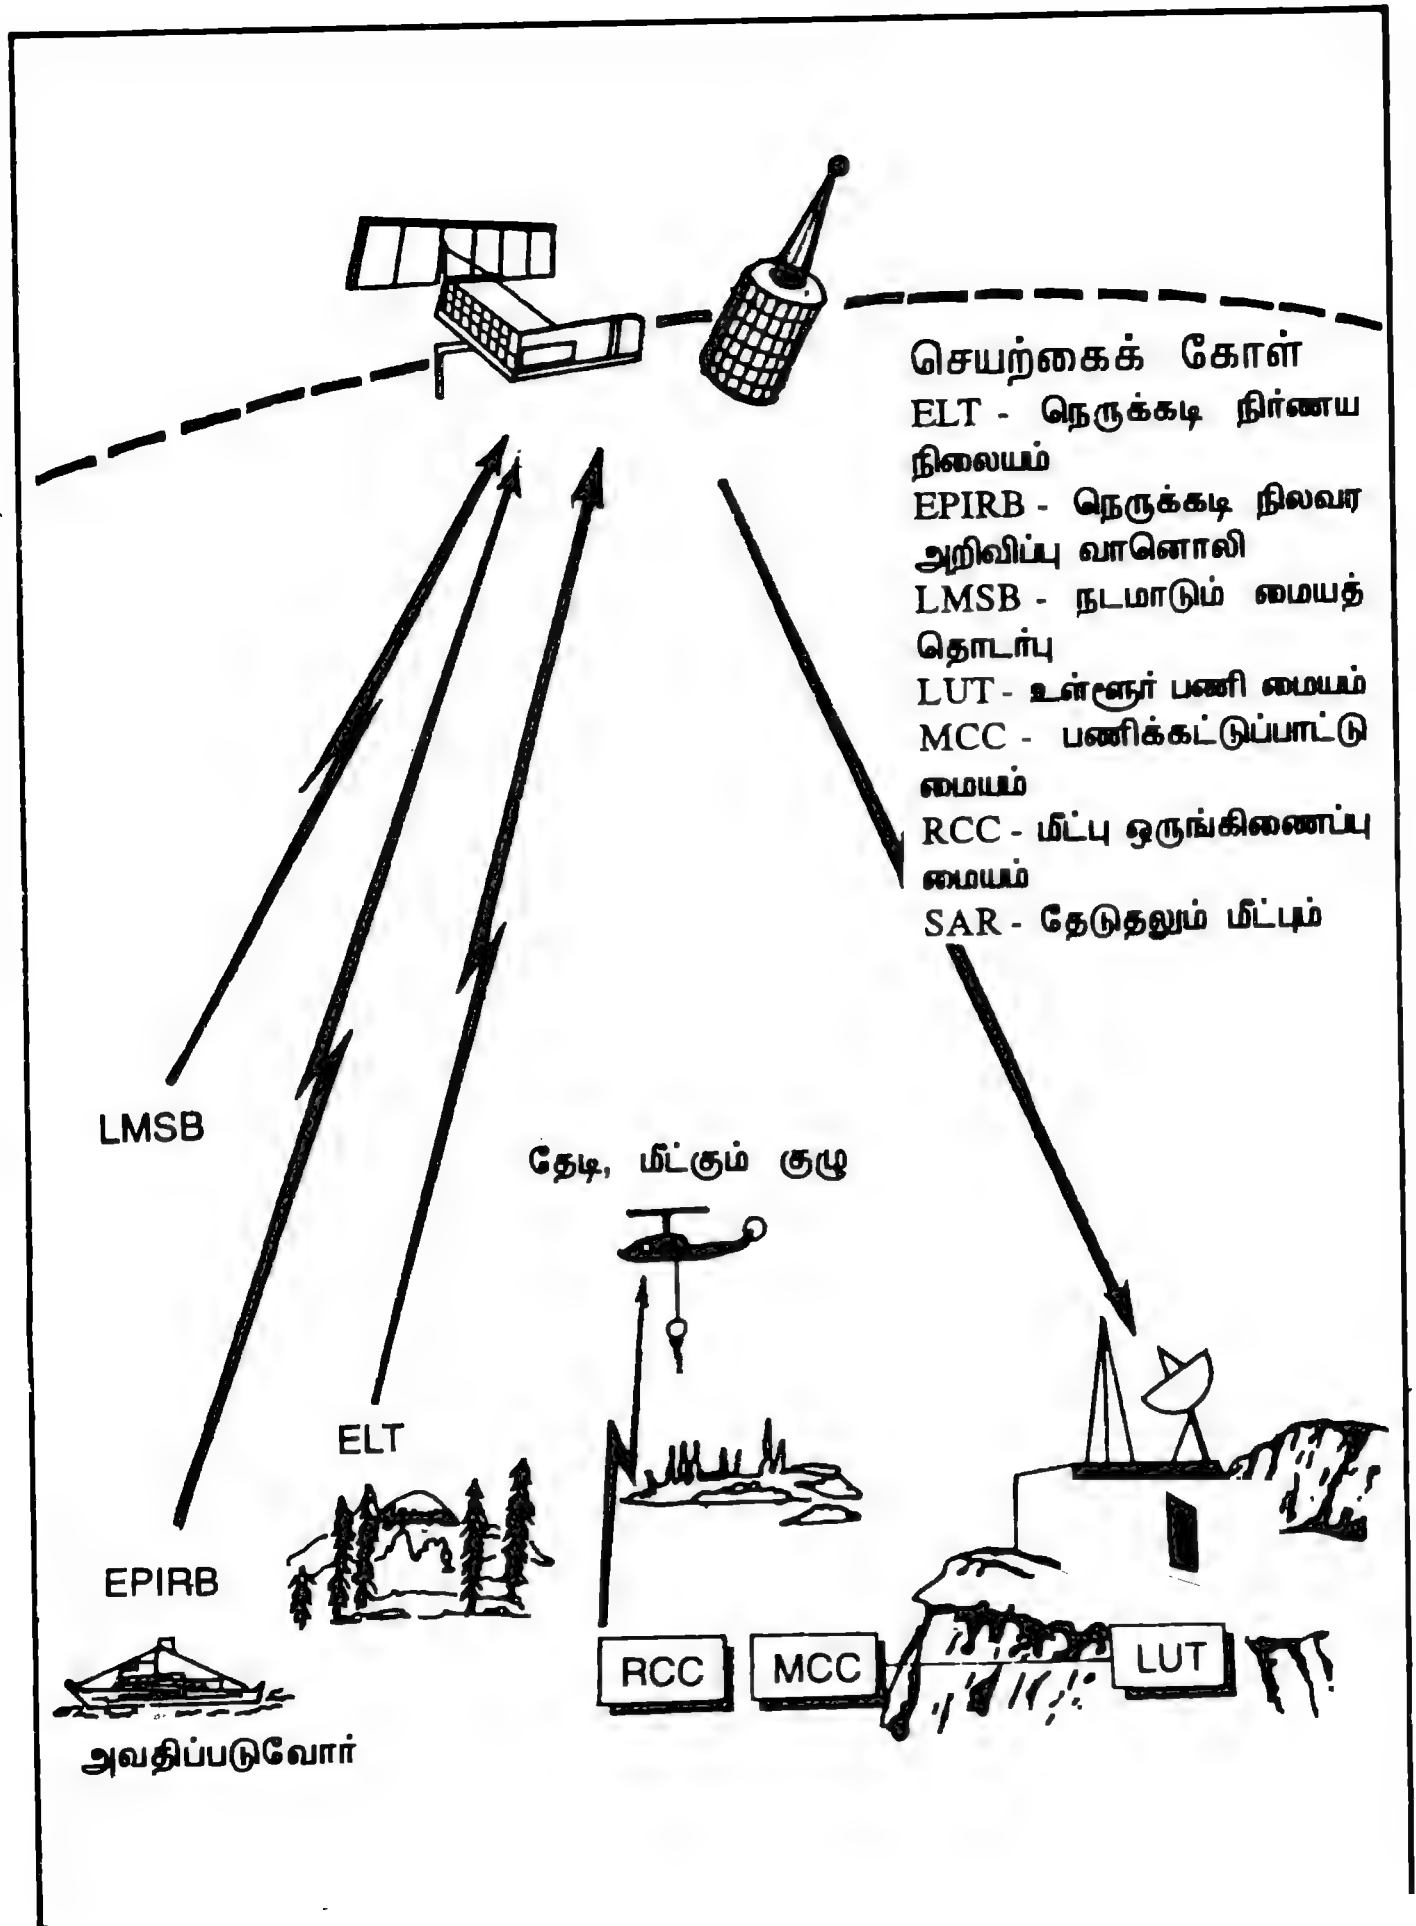 செயற்கைக் கோள்
ELT - நெருக்கடி நிர்ணய
நிலையம்
EPIRB - நெருக்கடி நிலவர
அறிவிப்பு வானொலி
LMSB - நடமாடும் மையத்
தொடர்பு
LUT - உள்ளூர் பணி மையம்
MCC - பணிக்கட்டுப்பாட்டு
மையம்
RCC - மீட்பு ஒருங்கிணைப்பு
மையம்
SAR - தேடுதலும் மீட்பும்
LMSB
தேடி, மீட்கும் குழு
ELT
EPIRB
RCC
MCC
LUT
அவதிப்படுவோர்